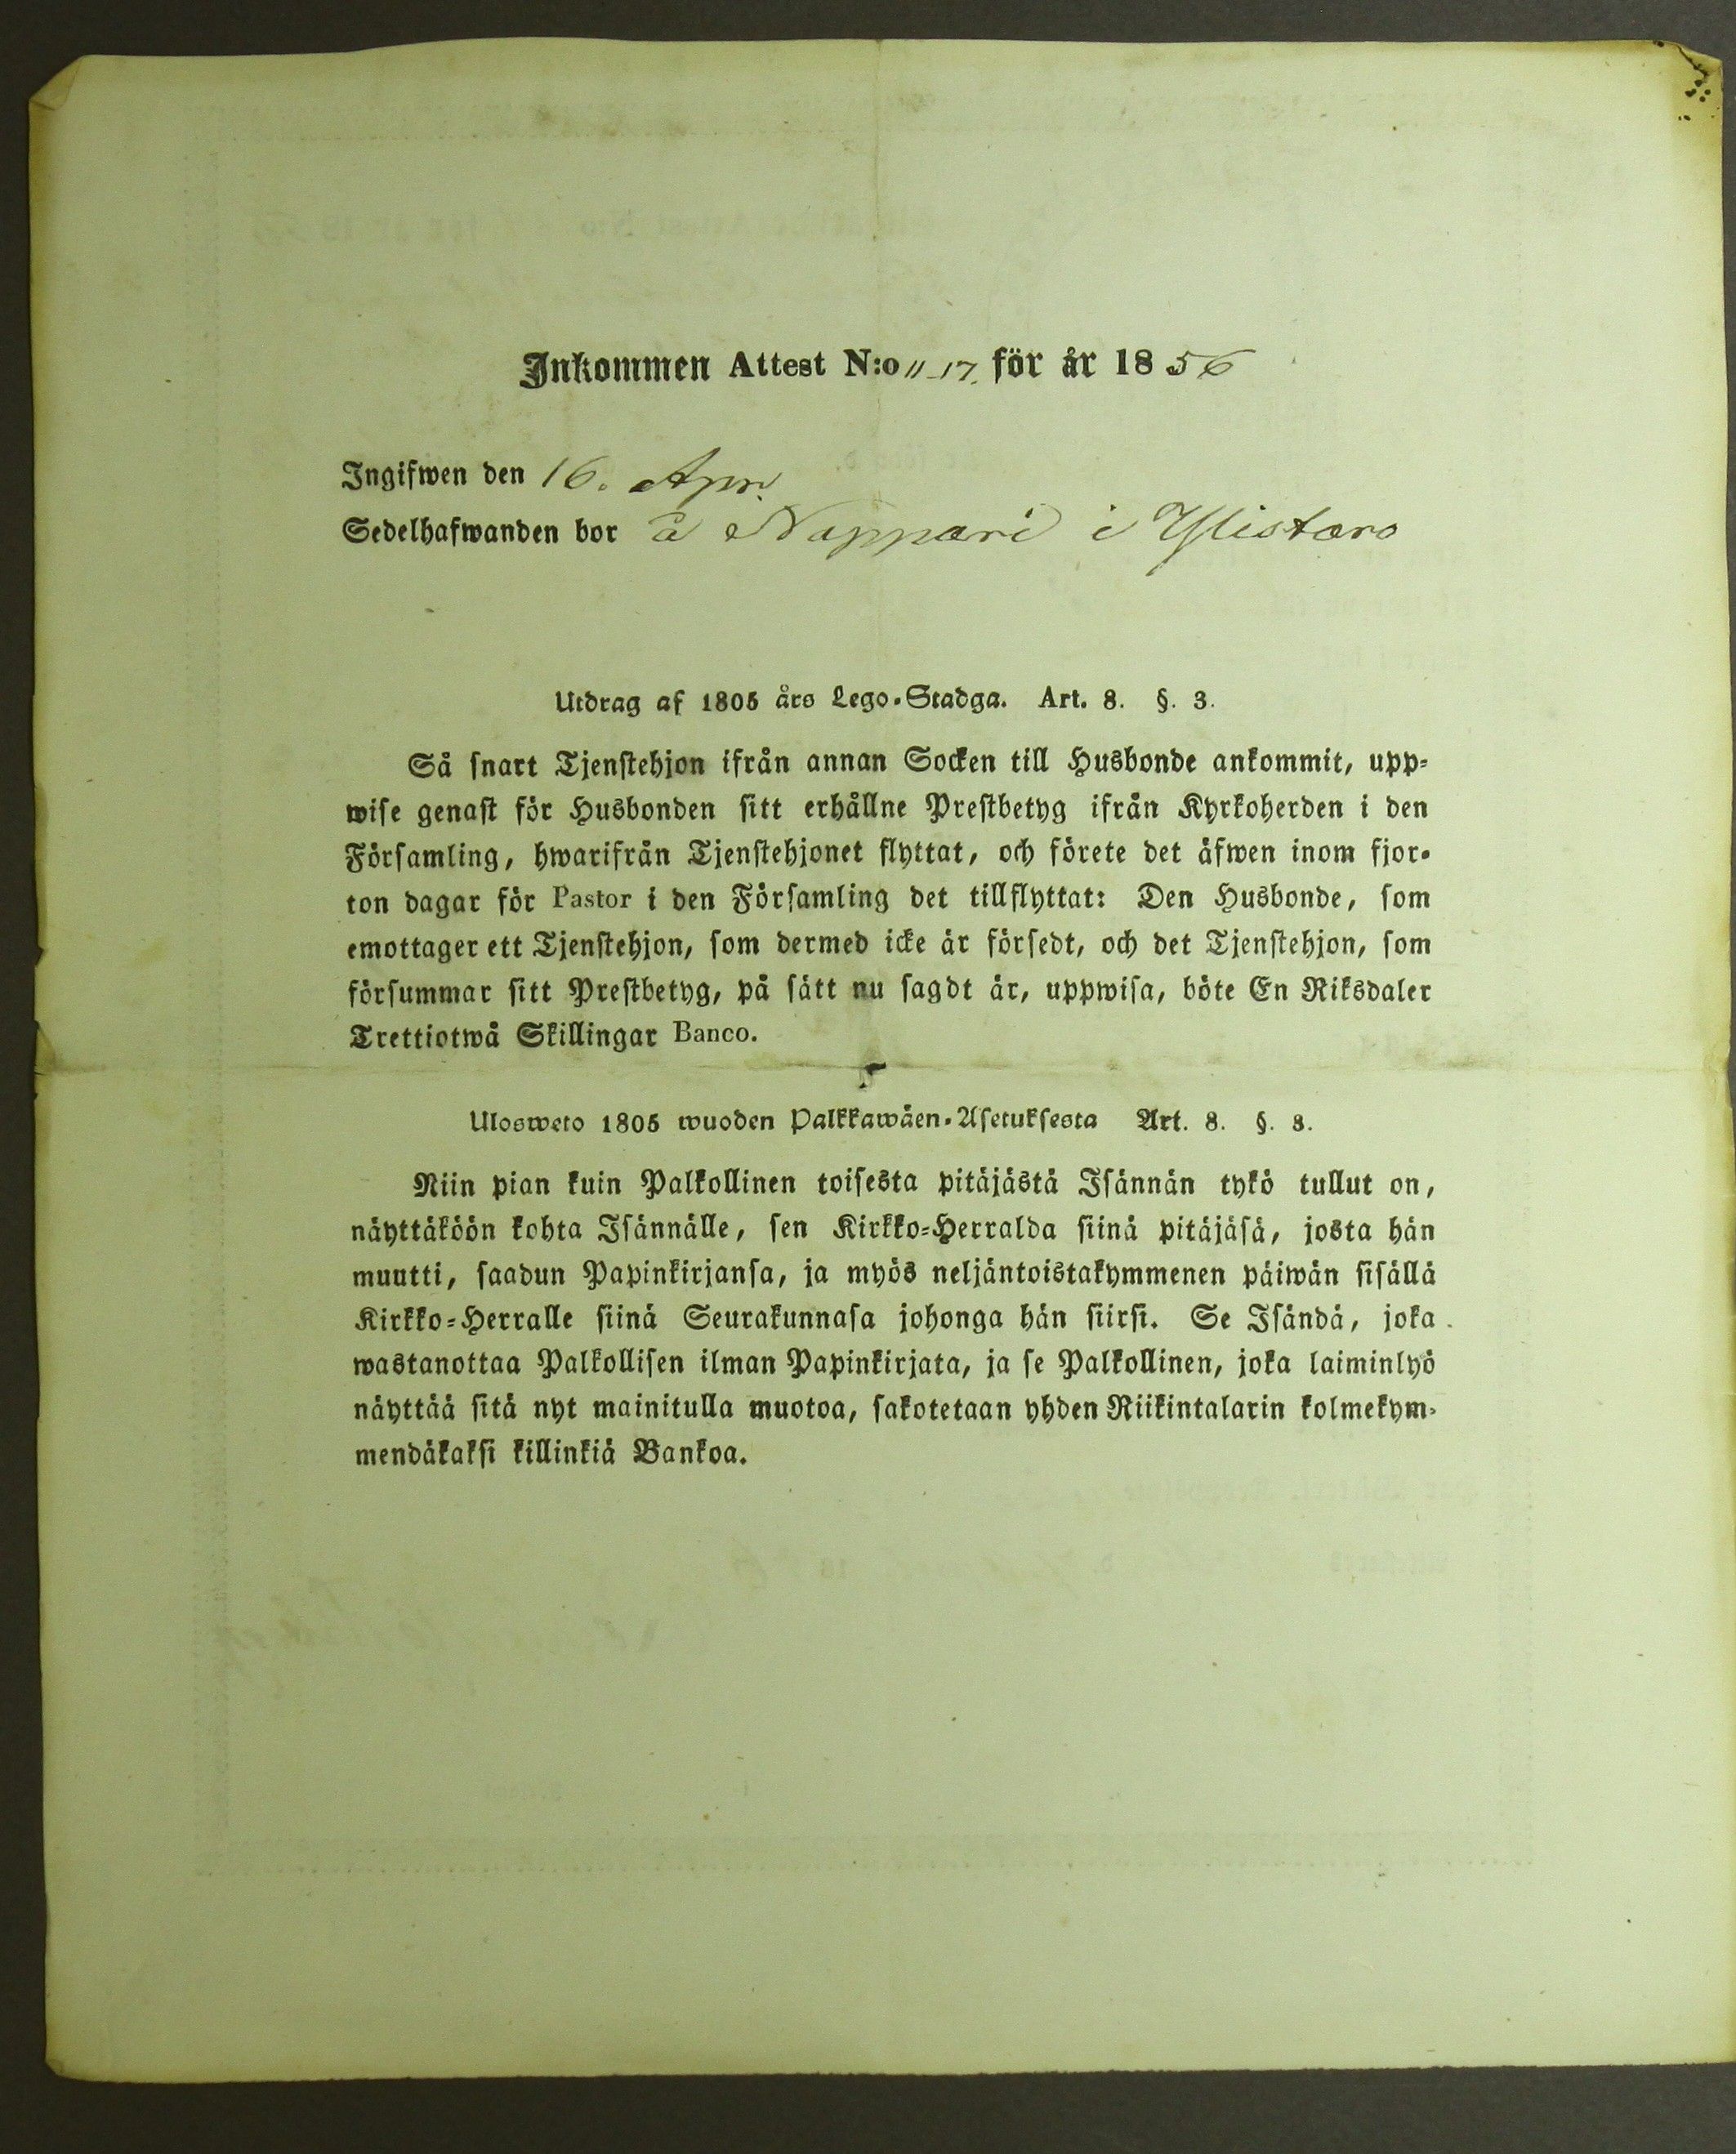 Inkommen Attest N:o 11-17. för år 1856
Ingifwen den 16. Apr.
Sedelhafwanden bor å Nappari i Ylistaro
Utdrag af 1805 års Lego-Stadga. Art. 8. §. 3.
Så snart Tjenstehjon ifrån annan Socken till Husbonde ankommit, upp-
wise genast för Husbonden sitt erhållne Prestbetyg ifrån Kyrkoherden i den
Församling, hwarifrån Tjenstehjonet flyttat, och förete det äfwen inom fjor-
ton dagar för Pastor i den Församling det tillflyttat: Den Husbonde, som
emottager ett Tjenstehjon, som dermed icke är försedt, och det Tjenstehjon, som
försummar sitt Prestbetyg, på sätt nu sagdt är, uppwisa, böte En Riksdaler
Trettiotwå Skillingar Banco.
Ulosweto 1805 wuoden Palkkawäen-Asetuksesta Art. 8. §. 3.
Niin pian kuin Palkollinen toisesta pitäjästä Isännän tykö tullut on,
näyttäköön kohta Isännälle, sen Kirkko-Herralda siinä pitäjäsä, josta hän
muutti, saadun Papinkirjansa, ja myös neljäntoistakymmenen päiwän sisällä
Kirkko-Herralle siinä Seurakunnasa johonga hän siirsi. Se Isändä, joka
wastanottaa Palkollisen ilman Papinkirjata, ja se Palkollinen, joka laiminlyö
näyttää sitä nyt mainitulla muotoa, sakotetaan yhden Riikintalarin kolmekym-
mendäkaksi killinkiä Bankoa.